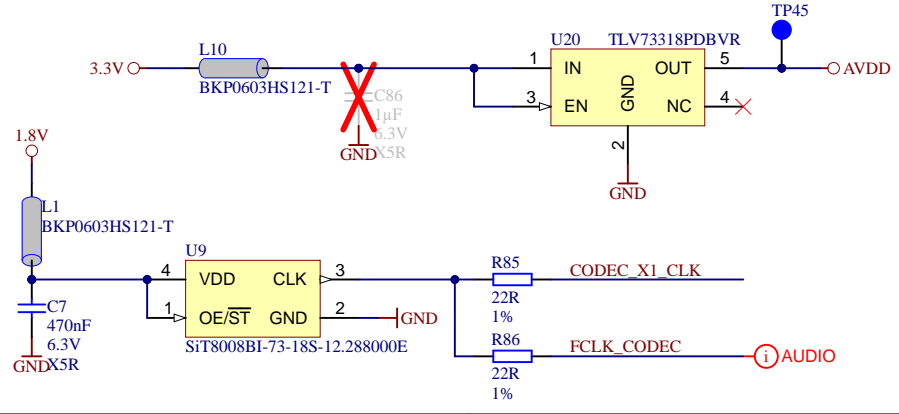 TP45
L10
U20
TLV73318PDBVR
3.3V
1
IN
OUT
5
AVDD
BKP0603HS121-T
C86
1µF
6.3V
X5R
GND
3
EN
GND
NC
4
2
GND
1.8V
L1
BKP0603HS121-T
U9
4
VDD
CLK
3
R85
CODEC_X1_CLK
22R
1%
C7
470nF
6.3V
X5R
GND
1
OE/ST
GND
2
GND
SiT8008BI-73-18S-12.288000E
R86
FCLK_CODEC
i
AUDIO
22R
1%